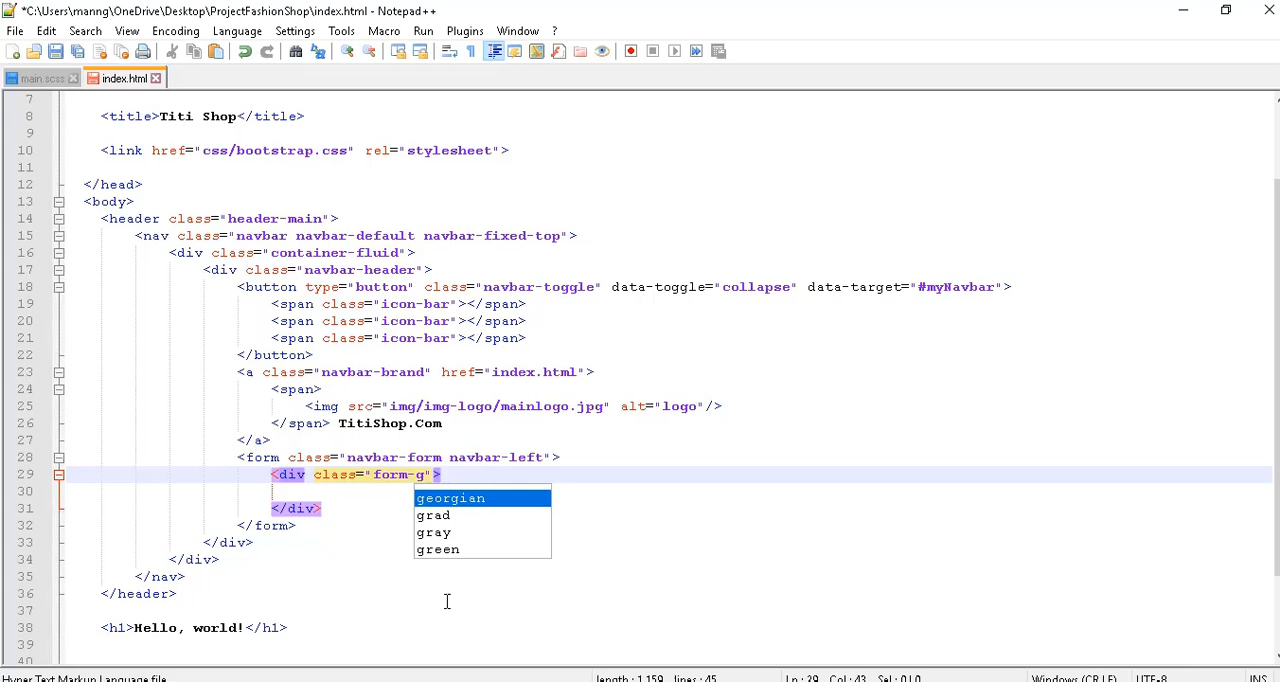 *C:\Users\manng\OneDrive\Desktop\ProjectFashionShop\index.html - Notepad++
File Edit Search View Encoding Language Settings Tools Macro Run Plugins Window ?
main.scss index.html
7
8 <title>Titi Shop</title>
9
10 <link href="css/bootstrap.css" rel="stylesheet">
11
12 </head>
13 <body>
14 <header class="header-main">
15 <nav class="navbar navbar-default navbar-fixed-top">
16 <div class="container-fluid">
17 <div class="navbar-header">
18 <button type="button" class="navbar-toggle" data-toggle="collapse" data-target="#myNavbar">
19 <span class="icon-bar"></span>
20 <span class="icon-bar"></span>
21 <span class="icon-bar"></span>
22 </button>
23 <a class="navbar-brand" href="index.html">
24 <span>
25 <img src="img/img-logo/mainlogo.jpg" alt="logo"/>
26 </span> TitiShop.Com
27 </a>
28 <form class="navbar-form navbar-left">
29 <div class="form-g">
30
georgian
31 </div>
grad
32 </form>
gray
33 </div>
green
34 </div>
35 </nav>
36 </header>
37
38 <h1>Hello, world!</h1>
39
40
Hyper Text Markup Language file length : 1,159 lines : 45 Ln : 29 Col : 43 Sel : 0 | 0 Windows (CR LF) UTF-8 INS